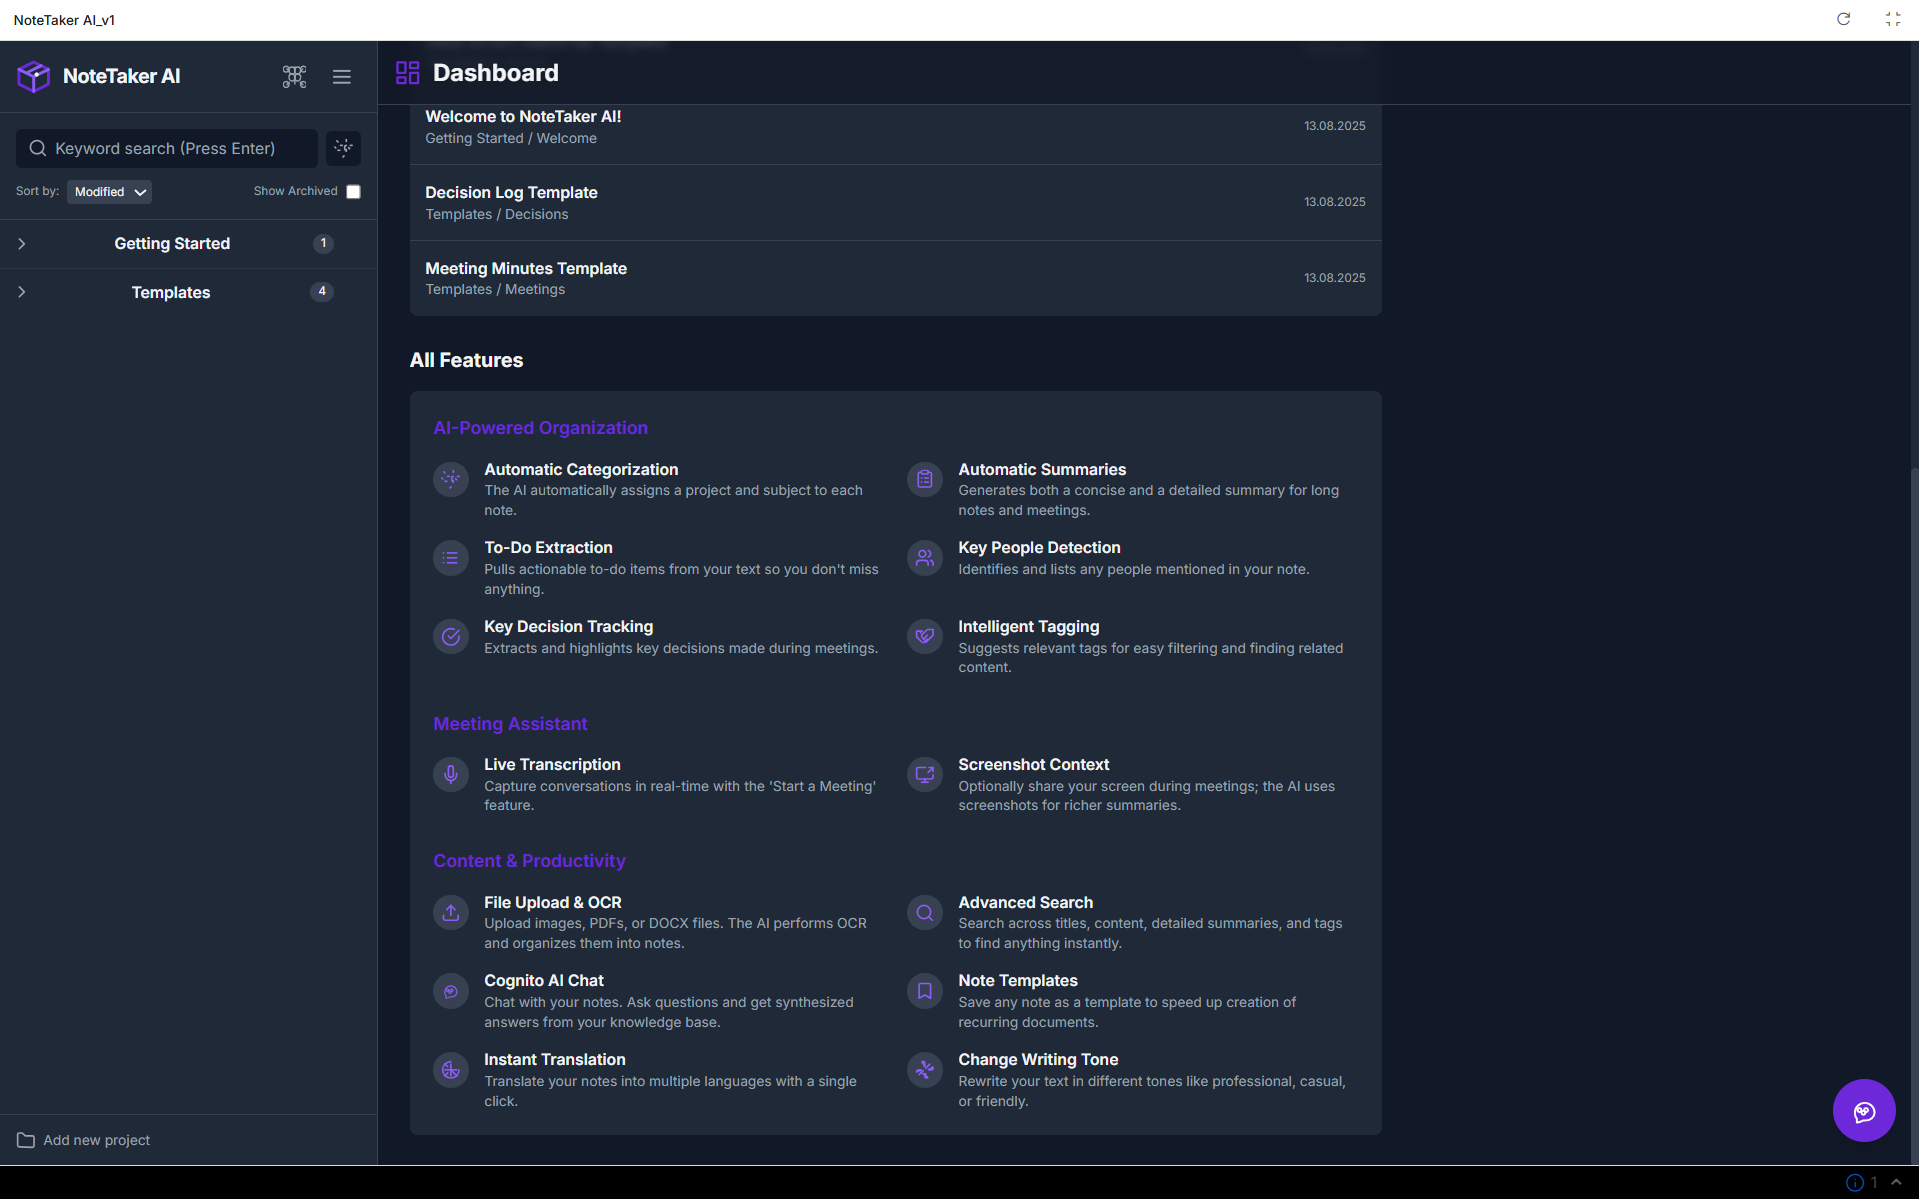 NoteTaker AI_v1
NoteTaker AI
Keyword search (Press Enter)
Sort by:
Modified
Show Archived
Getting Started
1
Templates
4
Add new project
Dashboard
Welcome to NoteTaker AI!
Getting Started / Welcome
13.08.2025
Decision Log Template
Templates / Decisions
13.08.2025
Meeting Minutes Template
Templates / Meetings
13.08.2025
All Features
AI-Powered Organization
Automatic Categorization
The AI automatically assigns a project and subject to each
note.
Automatic Summaries
Generates both a concise and a detailed summary for long
notes and meetings.
To-Do Extraction
Pulls actionable to-do items from your text so you don't miss
anything.
Key People Detection
Identifies and lists any people mentioned in your note.
Key Decision Tracking
Extracts and highlights key decisions made during meetings.
Intelligent Tagging
Suggests relevant tags for easy filtering and finding related
content.
Meeting Assistant
Live Transcription
Capture conversations in real-time with the 'Start a Meeting'
feature.
Screenshot Context
Optionally share your screen during meetings; the AI uses
screenshots for richer summaries.
Content & Productivity
File Upload & OCR
Upload images, PDFs, or DOCX files. The AI performs OCR
and organizes them into notes.
Advanced Search
Search across titles, content, detailed summaries, and tags
to find anything instantly.
Cognito AI Chat
Chat with your notes. Ask questions and get synthesized
answers from your knowledge base.
Note Templates
Save any note as a template to speed up creation of
recurring documents.
Instant Translation
Translate your notes into multiple languages with a single
click.
Change Writing Tone
Rewrite your text in different tones like professional, casual,
or friendly.
1